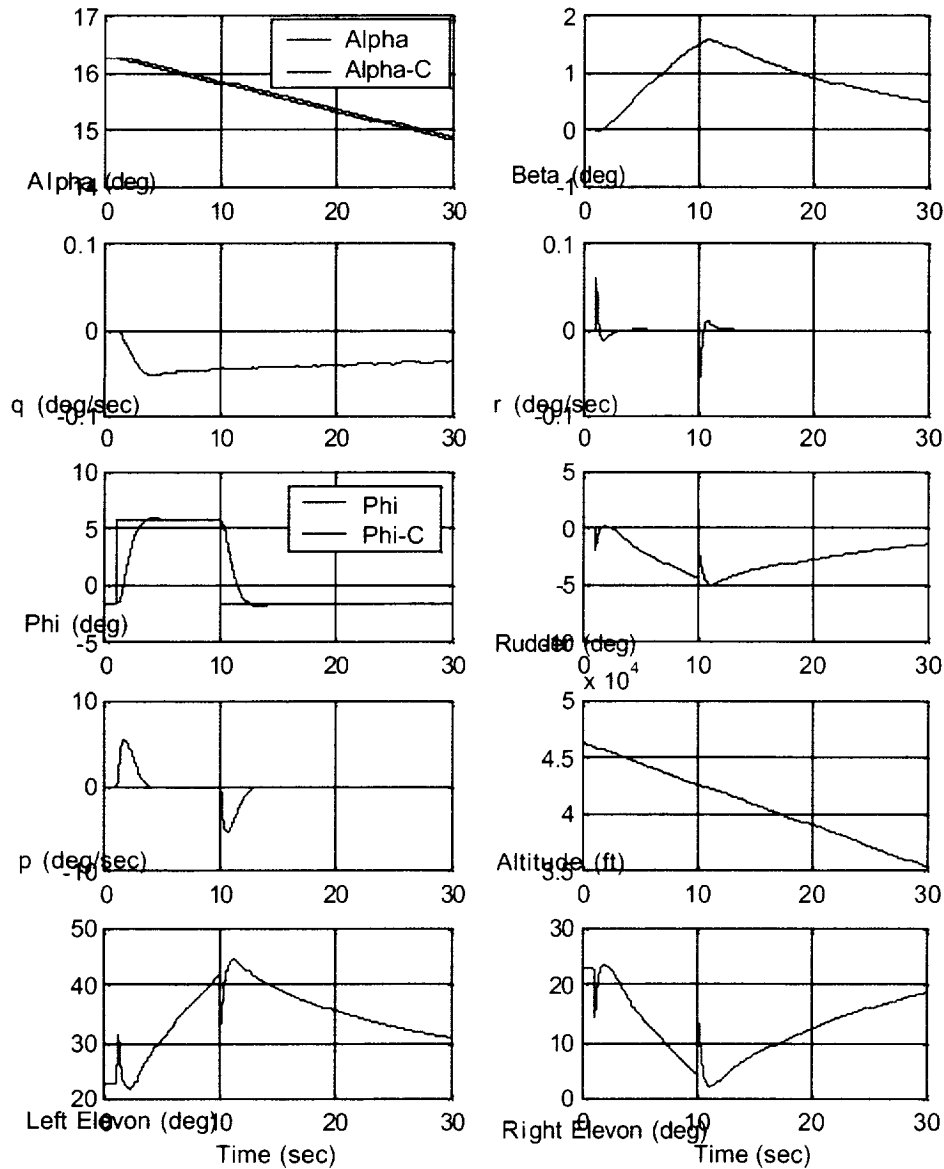 17
16
15
14
Alpha
Alpha-C
Alpha (deg)
0 10 20 30
2
1
0
-1
Beta (deg)
0 10 20 30
0.1
0
-0.1
q (deg/sec)
0 10 20 30
0.1
0
-0.1
r (deg/sec)
0 10 20 30
10
5
0
-5
Phi
Phi-C
Phi (deg)
0 10 20 30
5
0
-5
-10
Rudder (deg)
0 10 20 30
10
0
-10
p (deg/sec)
0 10 20 30
x 10⁴
5
4.5
4
3.5
Altitude (ft)
0 10 20 30
50
40
30
20
Left Elevon (deg)
0 10 20 30
Time (sec)
30
20
10
0
Right Elevon (deg)
0 10 20 30
Time (sec)